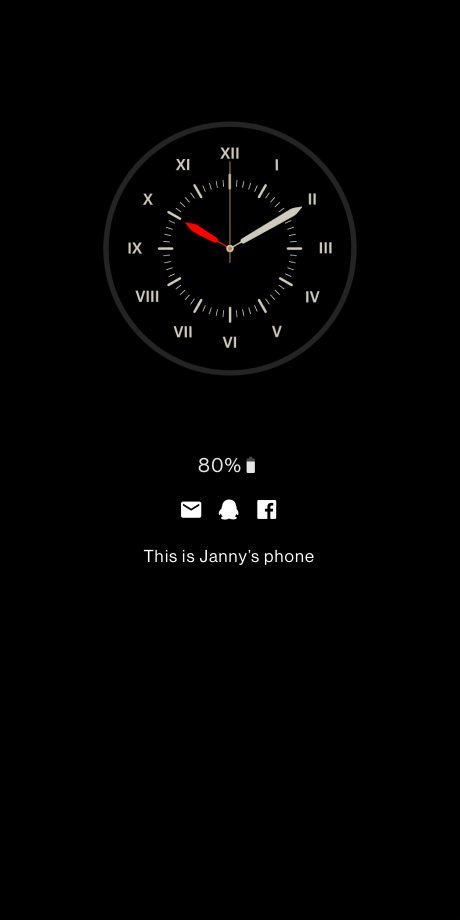 XII
XI I
X II
IX III
VIII IV
VII V
VI
80%
This is Janny's phone